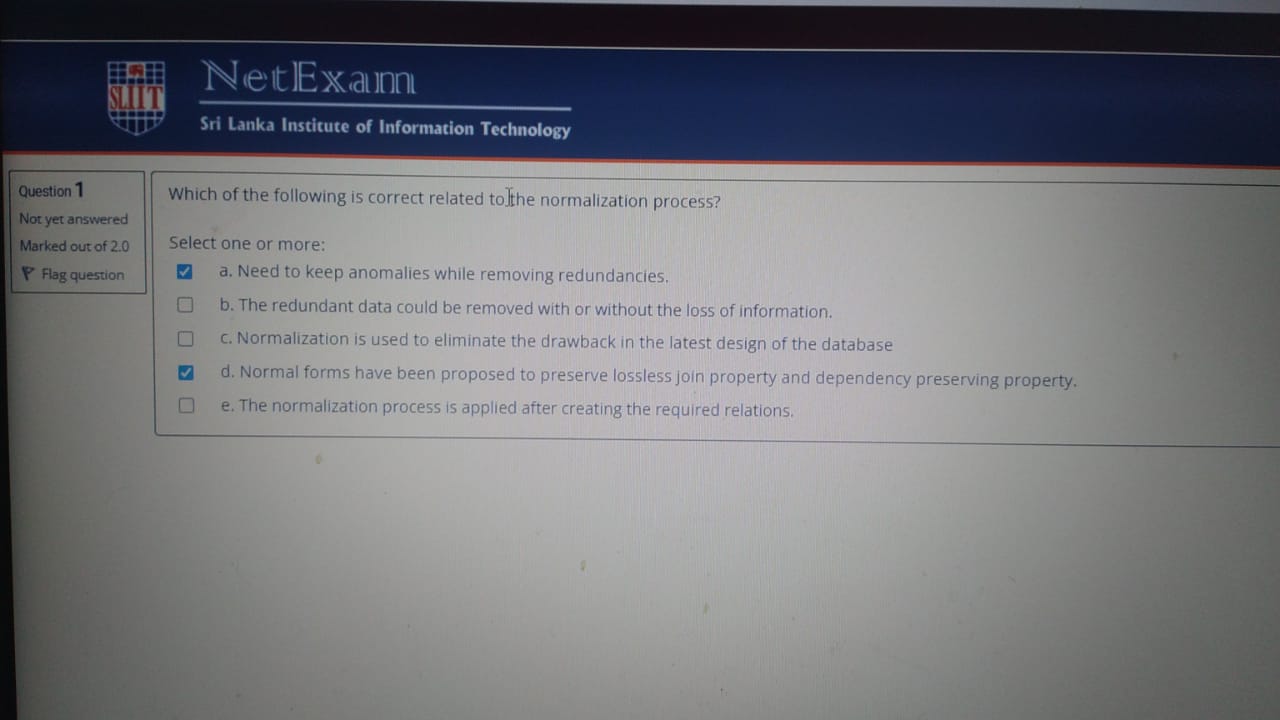 SLIIT
NetExam
Sri Lanka Institute of Information Technology
Question 1
Not yet answered
Marked out of 2.0
Flag question
Which of the following is correct related to the normalization process?
Select one or more:
a. Need to keep anomalies while removing redundancies.
b. The redundant data could be removed with or without the loss of information.
c. Normalization is used to eliminate the drawback in the latest design of the database
d. Normal forms have been proposed to preserve lossless join property and dependency preserving property.
e. The normalization process is applied after creating the required relations.